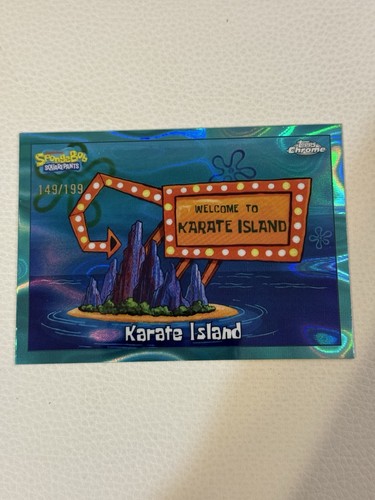 SpongeBob
SQUAREPANTS
Topps
Chrome
149/199
WELCOME TO
KARATE ISLAND
Karate Island